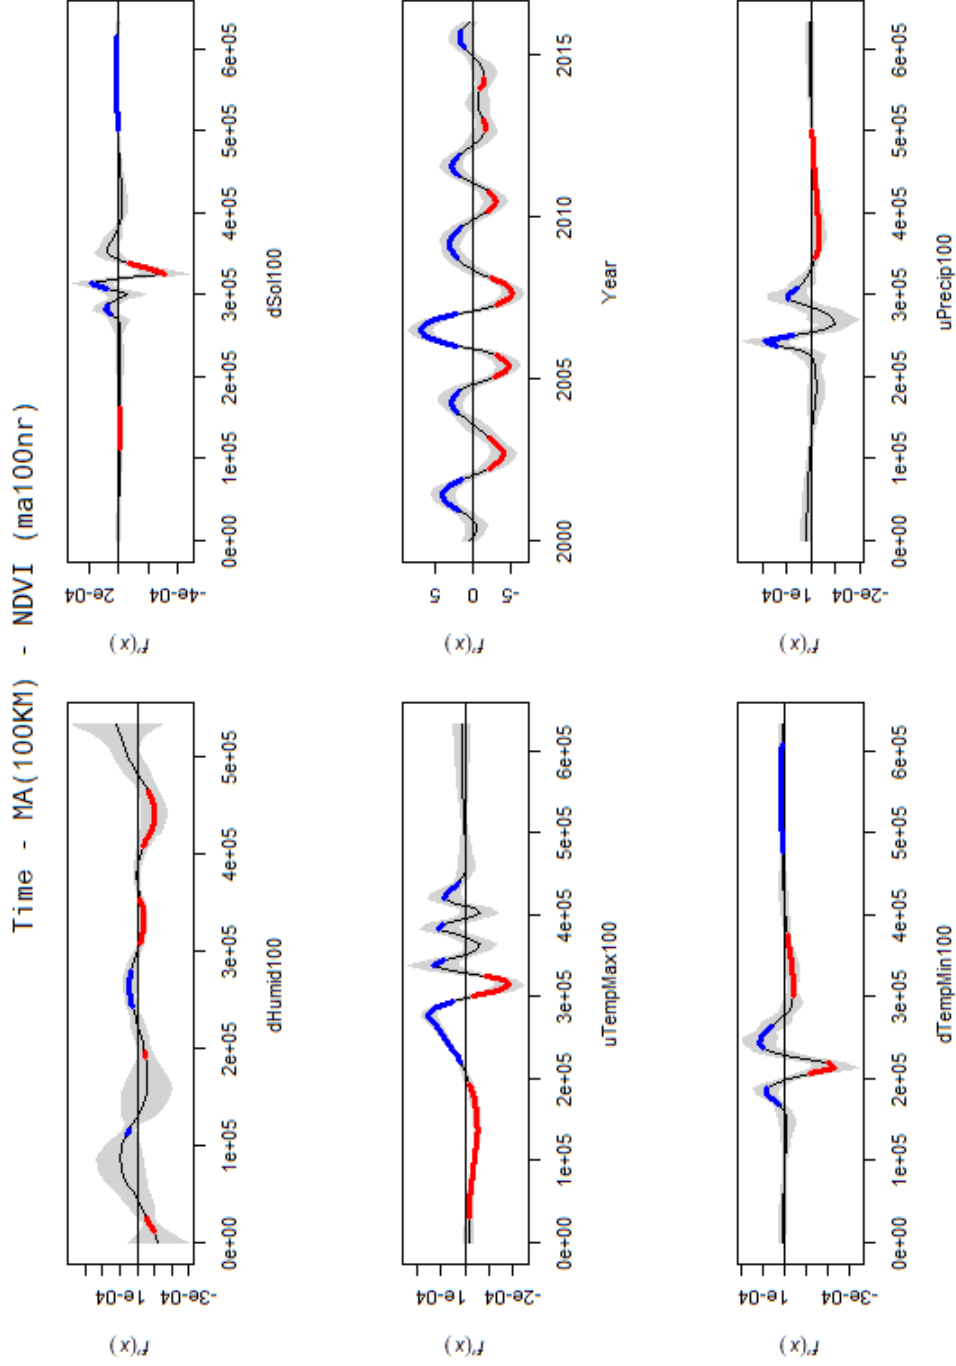 Time - MA(100KM) - NDVI (ma100nr)
f'(x)
-3e-04 1e-04
0e+00 1e+05 2e+05 3e+05 4e+05 5e+05
dHumid100
f'(x)
-4e-04 2e-04
0e+00 1e+05 2e+05 3e+05 4e+05 5e+05 6e+05
dSol100
f'(x)
-2e-04 1e-04
0e+00 1e+05 2e+05 3e+05 4e+05 5e+05 6e+05
uTempMax100
f'(x)
-5 0 5
2000 2005 2010 2015
Year
f'(x)
-3e-04 1e-04
0e+00 1e+05 2e+05 3e+05 4e+05 5e+05 6e+05
dTempMin100
f'(x)
-2e-04 1e-04
0e+00 1e+05 2e+05 3e+05 4e+05 5e+05 6e+05
uPrecip100